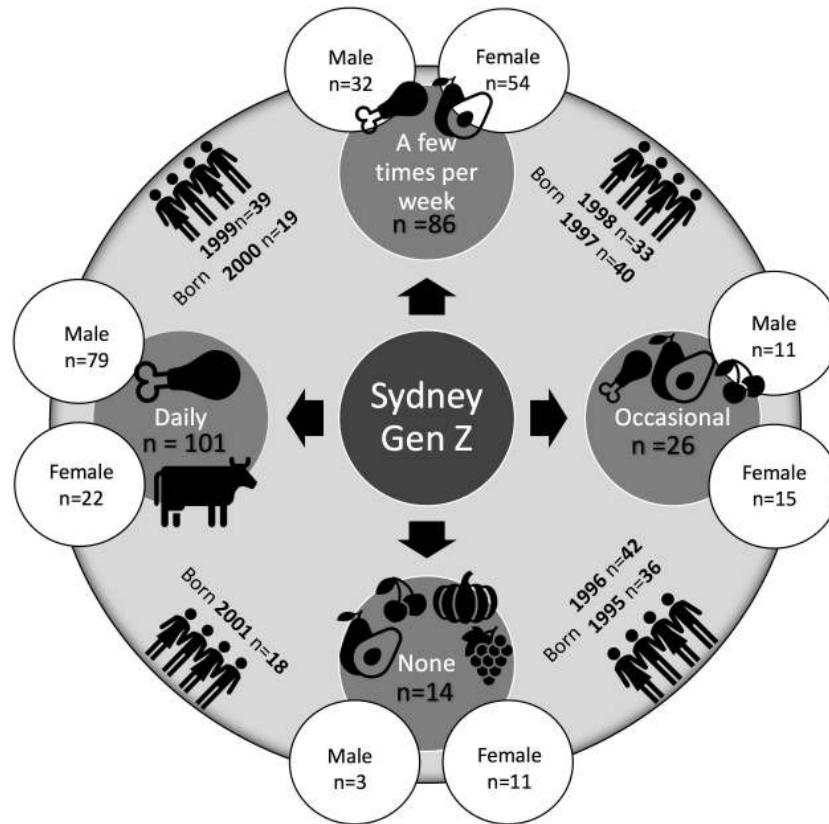 Male
n=32
Female
n=54
A few
times per
week
n =86
Born 1999n=39
2000 n=19
Born 1998 n=33
1997 n=40
Male
n=79
Daily
n = 101
Female
n=22
Sydney
Gen Z
Male
n=11
Occasional
n =26
Female
n=15
Born 2001 n=18
1996 n=42
Born 1995 n=36
None
n=14
Male
n=3
Female
n=11